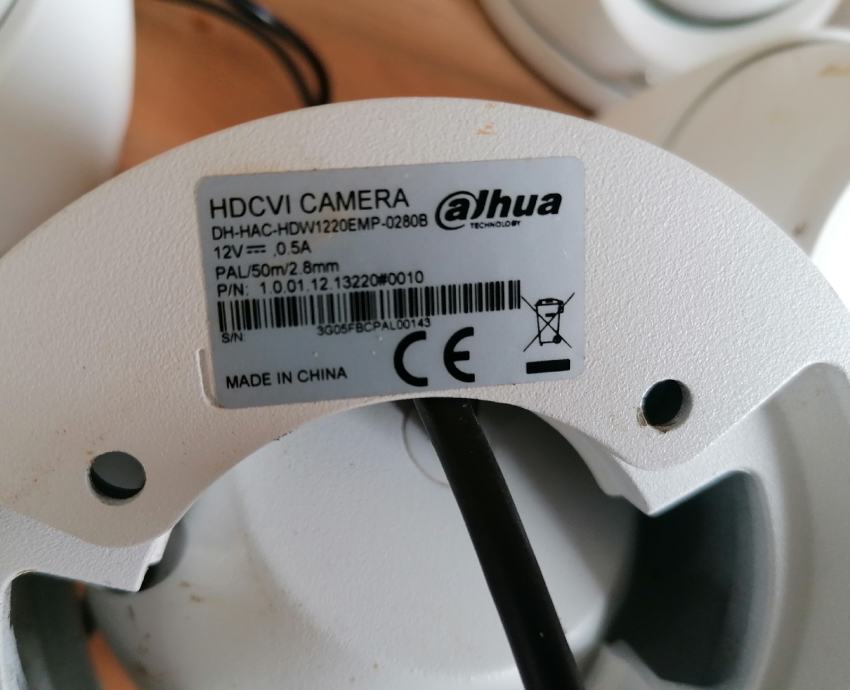 HDCVI CAMERA
alhua
TECHNOLOGY
DH-HAC-HDW1220EMP-0280B
12V⎓ ,0.5A
PAL/50m/2.8mm
P/N: 1.0.01.12.13220#0010
S/N: 3G05FBCPAL00143
MADE IN CHINA
CE